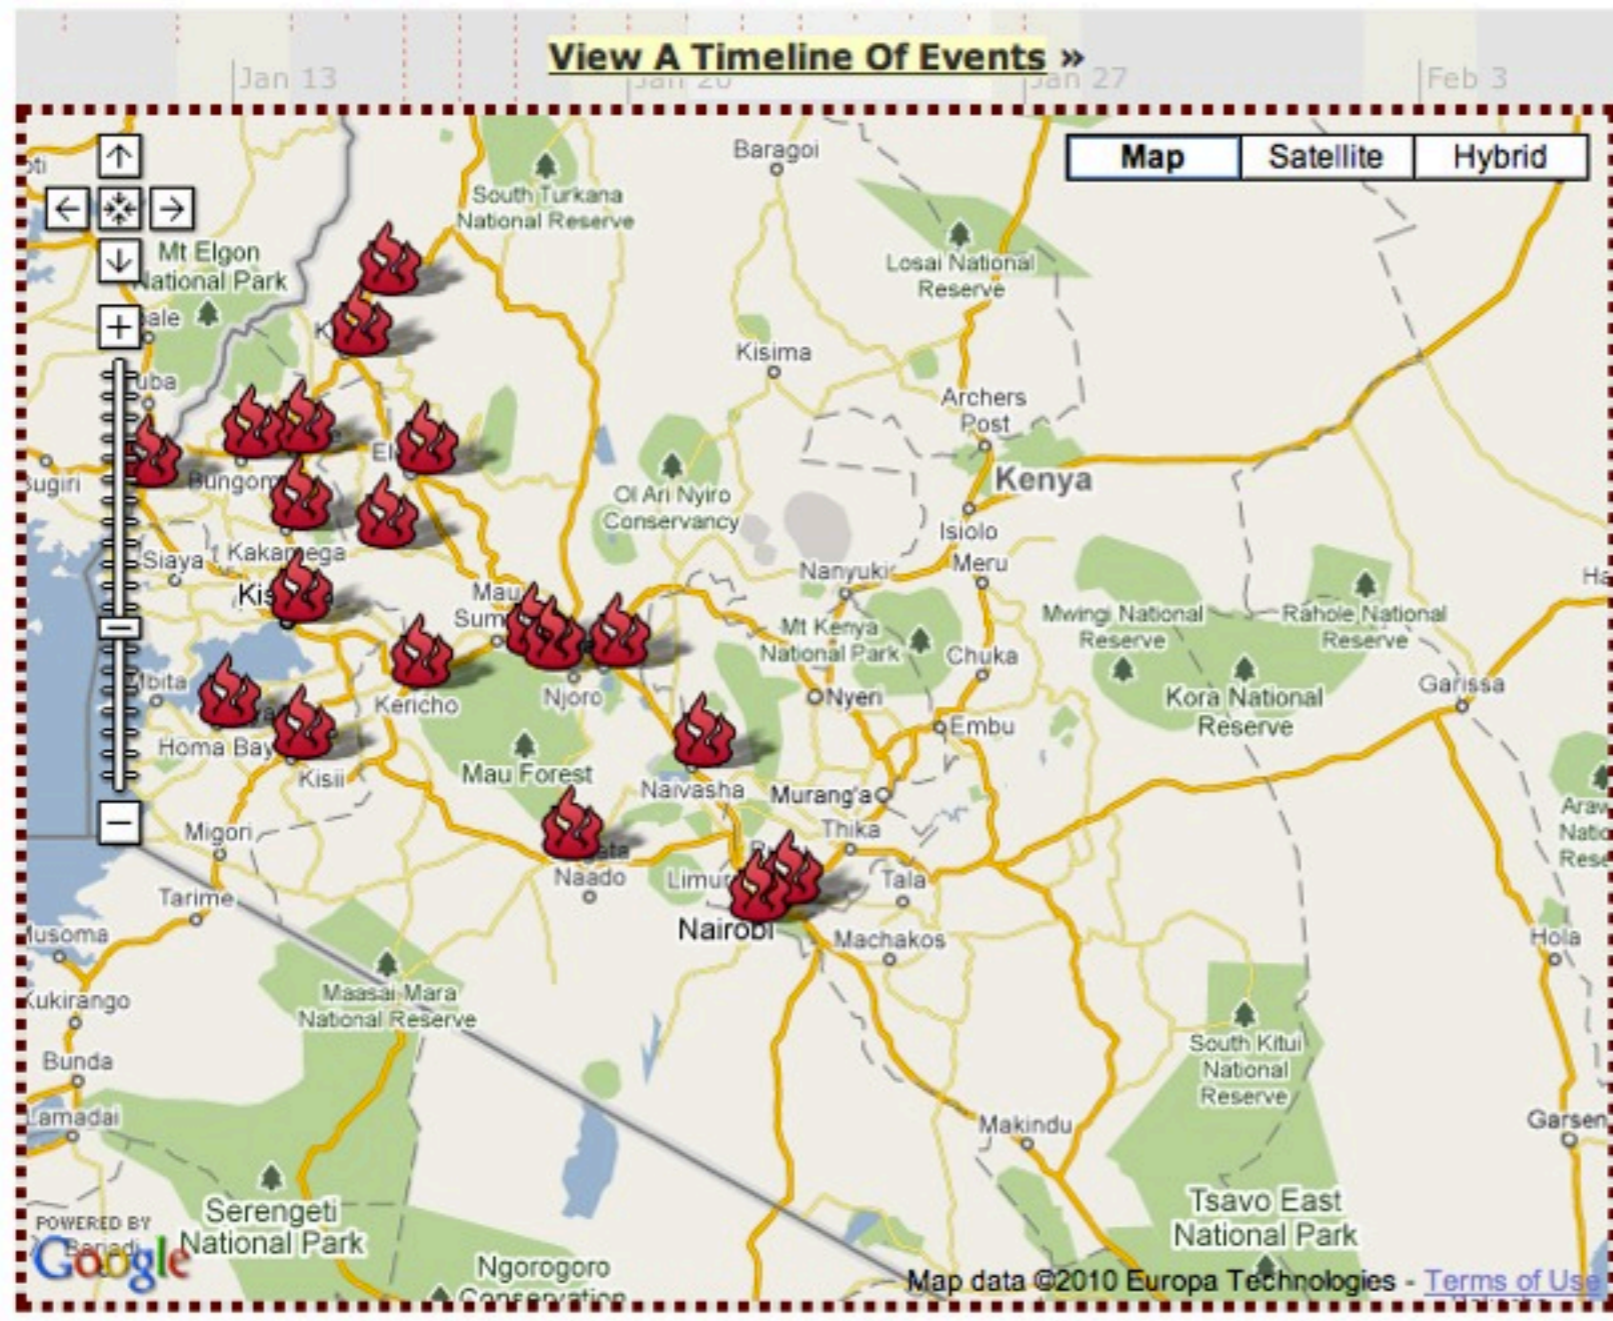 View A Timeline Of Events »
Jan 13
Jan 20
Jan 27
Feb 3
Map
Satellite
Hybrid
Baragoi
South Turkana
National Reserve
Mt Elgon
National Park
Losai National
Reserve
Kisima
Archers
Post
Kenya
Ol Ari Nyiro
Conservancy
Isiolo
Siaya
Kakamega
Nanyuki
Meru
Mau
Mt Kenya
National Park
Mwingi National
Reserve
Rahole National
Reserve
Chuka
Kericho
Njoro
Nyeri
Kora National
Reserve
Garissa
Embu
Homa Bay
Kisii
Mau Forest
Naivasha
Murang'a
Migori
Thika
Naado
Tala
Tarime
Nairobi
Machakos
Hola
Maasai Mara
National Reserve
South Kitui
National
Reserve
Bunda
Lamadai
Makindu
Garsen
Serengeti
National Park
Tsavo East
National Park
Ngorogoro
Conservation
POWERED BY
Google
Map data ©2010 Europa Technologies - Terms of Use